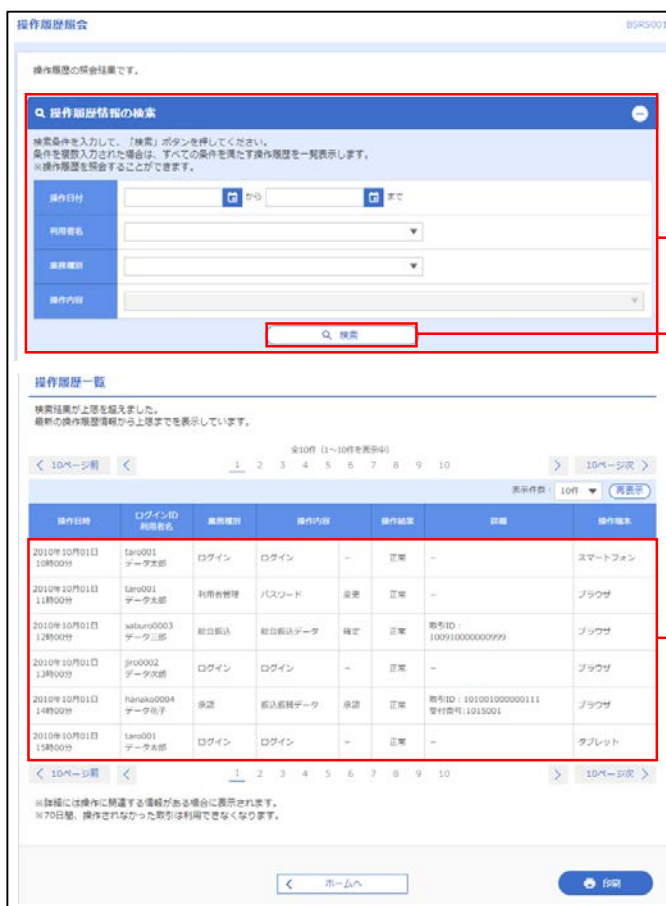 操作履歴照会
BSRS001
操作履歴の照会結果です。
操作履歴情報の検索
検索条件を入力して、「検索」ボタンを押してください。
条件を複数入力された場合は、すべての条件を満たす操作履歴を一覧表示します。
※操作履歴を照会することができます。
操作日付 から まで
利用者名
業務種別
操作内容
検索
操作履歴一覧
検索結果が上限を超えました。
最新の操作履歴情報から上限までを表示しています。
全10件 (1~10件を表示中)
10ページ前 1 2 3 4 5 6 7 8 9 10 10ページ次
表示件数: 10件 再表示
操作日時 ログインID 利用者名 業務種別 操作内容 操作結果 詳細 操作端末
2010年10月01日 10時00分 taro001 データ太郎 ログイン ログイン - 正常 - スマートフォン
2010年10月01日 11時00分 taro001 データ太郎 利用者管理 パスワード 変更 正常 - ブラウザ
2010年10月01日 12時00分 saburo0003 データ三郎 総合振込 総合振込データ 確定 正常 取引ID: 100910000000999 ブラウザ
2010年10月01日 13時00分 jiro0002 データ次郎 ログイン ログイン - 正常 - ブラウザ
2010年10月01日 14時00分 hanako0004 データ花子 承認 振込振替データ 承認 正常 取引ID:101001000000111 受付番号:1015001 ブラウザ
2010年10月01日 15時00分 taro001 データ太郎 ログイン ログイン - 正常 - タブレット
10ページ前 1 2 3 4 5 6 7 8 9 10 10ページ次
※詳細には操作に関連する情報がある場合に表示されます。
※70日間、操作されなかった取引は利用できなくなります。
ホームへ
印刷